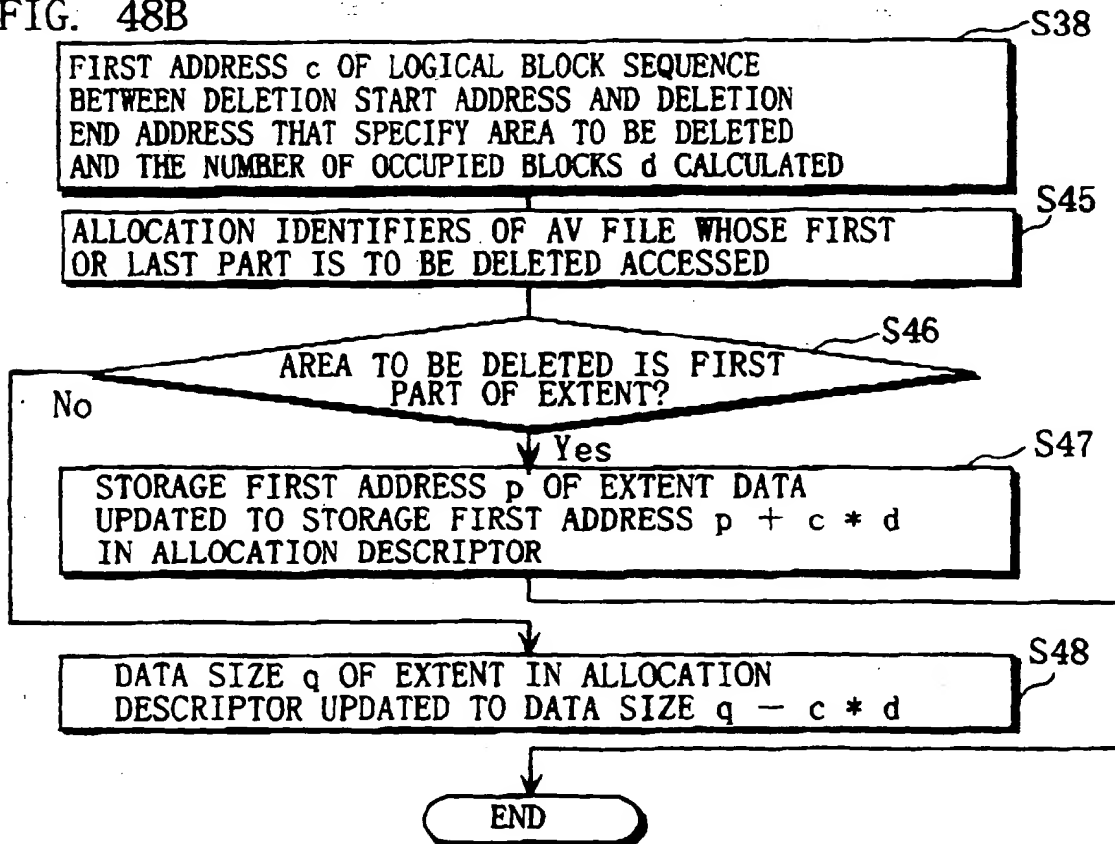 FIG. 48B
S38
FIRST ADDRESS c OF LOGICAL BLOCK SEQUENCE
BETWEEN DELETION START ADDRESS AND DELETION
END ADDRESS THAT SPECIFY AREA TO BE DELETED
AND THE NUMBER OF OCCUPIED BLOCKS d CALCULATED
S45
ALLOCATION IDENTIFIERS OF AV FILE WHOSE FIRST
OR LAST PART IS TO BE DELETED ACCESSED
S46
AREA TO BE DELETED IS FIRST
PART OF EXTENT?
No
Yes
S47
STORAGE FIRST ADDRESS p OF EXTENT DATA
UPDATED TO STORAGE FIRST ADDRESS p + c * d
IN ALLOCATION DESCRIPTOR
S48
DATA SIZE q OF EXTENT IN ALLOCATION
DESCRIPTOR UPDATED TO DATA SIZE q — c * d
END